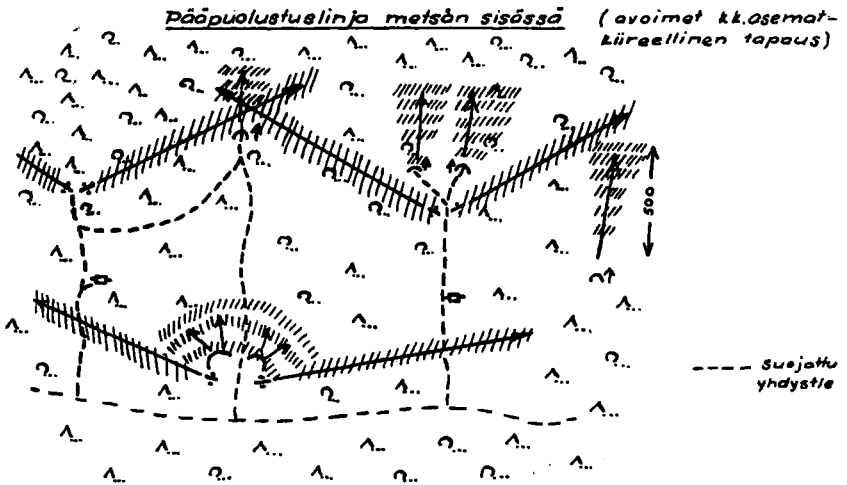 Pääpuolustuslinja metsän sisässä
(avoimet kk.asemat-
kiireellinen tapaus)
500
suojattu
yhdystie